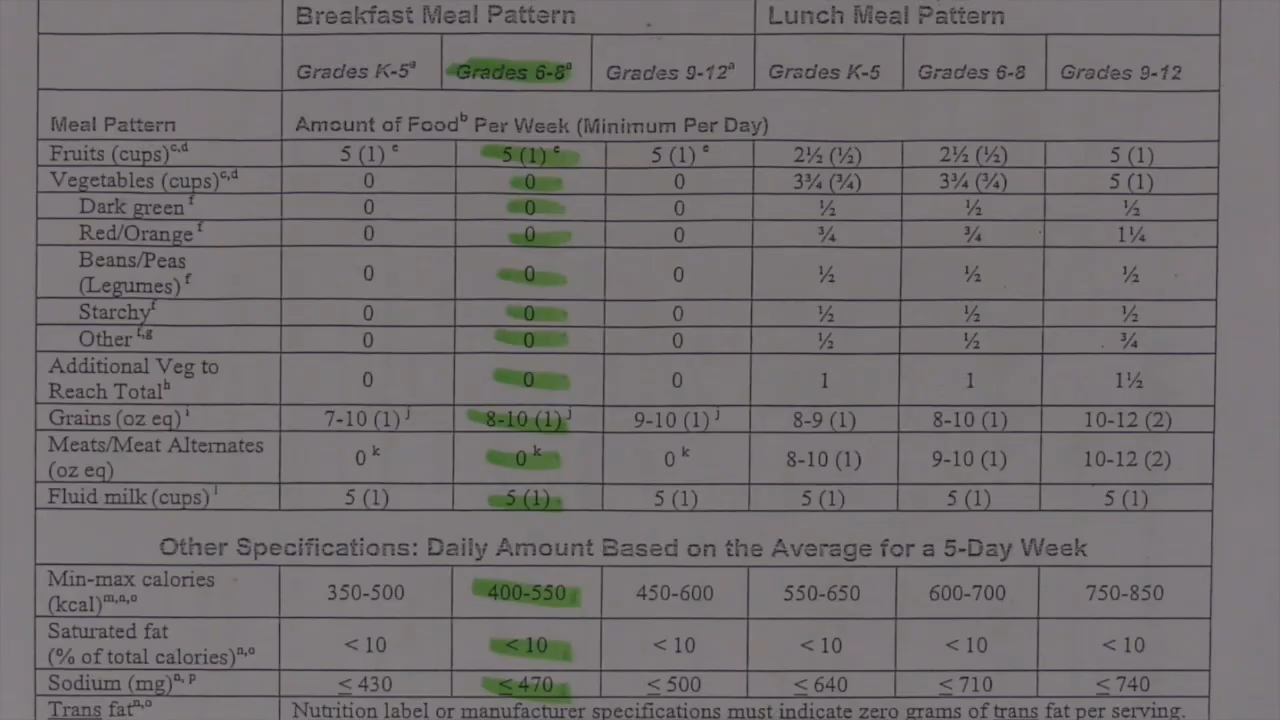 Breakfast Meal Pattern Lunch Meal Pattern
Grades K-5ª Grades 6-8ª Grades 9-12ª Grades K-5 Grades 6-8 Grades 9-12
Meal Pattern Amount of Foodᵇ Per Week (Minimum Per Day)
Fruits (cups)ᶜ,ᵈ 5 (1) ᵉ 5 (1) ᵉ 5 (1) ᵉ 2½ (½) 2½ (½) 5 (1)
Vegetables (cups)ᶜ,ᵈ 0 0 0 3¾ (¾) 3¾ (¾) 5 (1)
Dark green ᶠ 0 0 0 ½ ½ ½
Red/Orange ᶠ 0 0 0 ¾ ¾ 1¼
Beans/Peas
(Legumes) ᶠ 0 0 0 ½ ½ ½
Starchyᶠ 0 0 0 ½ ½ ½
Other ᶠ,ᵍ 0 0 0 ½ ½ ¾
Additional Veg to
Reach Totalʰ 0 0 0 1 1 1½
Grains (oz eq) ⁱ 7-10 (1) ʲ 8-10 (1) ʲ 9-10 (1) ʲ 8-9 (1) 8-10 (1) 10-12 (2)
Meats/Meat Alternates
(oz eq) 0 ᵏ 0 ᵏ 0 ᵏ 8-10 (1) 9-10 (1) 10-12 (2)
Fluid milk (cups) ˡ 5 (1) 5 (1) 5 (1) 5 (1) 5 (1) 5 (1)
Other Specifications: Daily Amount Based on the Average for a 5-Day Week
Min-max calories
(kcal)ᵐ,ⁿ,ᵒ 350-500 400-550 450-600 550-650 600-700 750-850
Saturated fat
(% of total calories)ⁿ,ᵒ < 10 < 10 < 10 < 10 < 10 < 10
Sodium (mg)ⁿ, ᵖ ≤ 430 ≤ 470 ≤ 500 ≤ 640 ≤ 710 ≤ 740
Trans fatⁿ,ᵒ Nutrition label or manufacturer specifications must indicate zero grams of trans fat per serving.